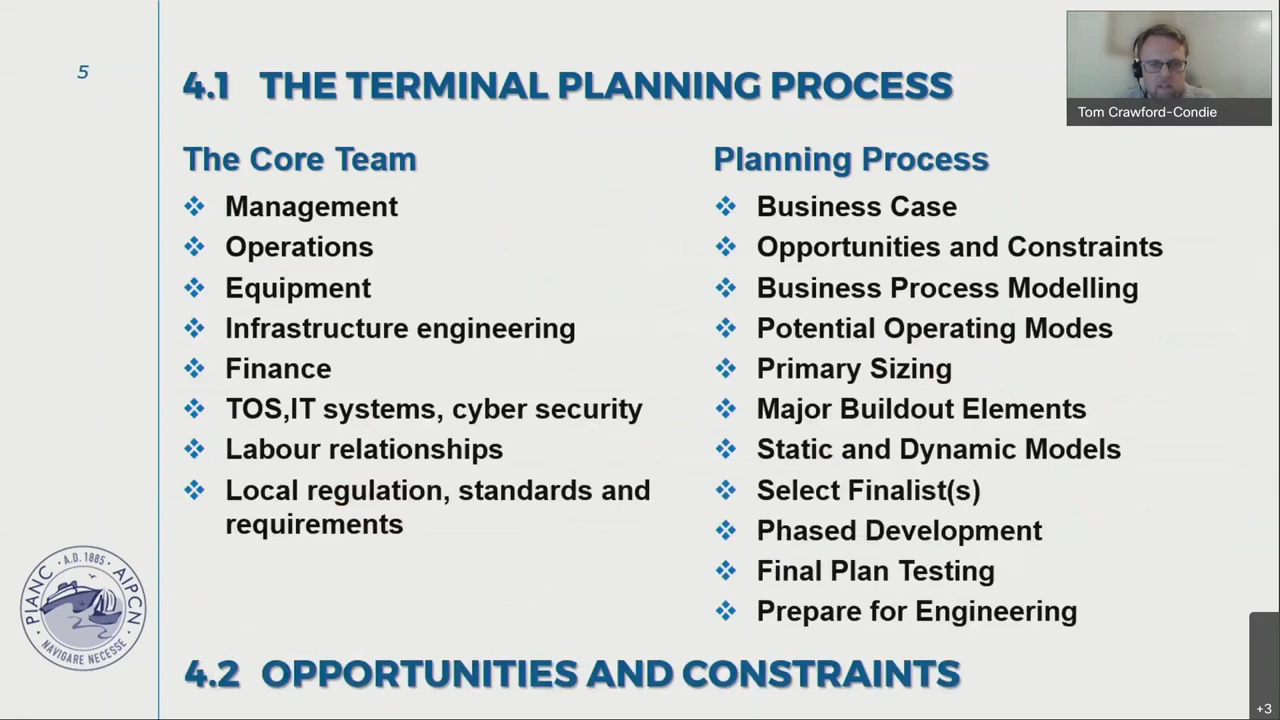 5
4.1 THE TERMINAL PLANNING PROCESS
Tom Crawford-Condie
The Core Team
Management
Operations
Equipment
Infrastructure engineering
Finance
TOS,IT systems, cyber security
Labour relationships
Local regulation, standards and
requirements
Planning Process
Business Case
Opportunities and Constraints
Business Process Modelling
Potential Operating Modes
Primary Sizing
Major Buildout Elements
Static and Dynamic Models
Select Finalist(s)
Phased Development
Final Plan Testing
Prepare for Engineering
PIANC · A.D. 1885 · AIPCN
NAVIGARE NECESSE
4.2 OPPORTUNITIES AND CONSTRAINTS
+3